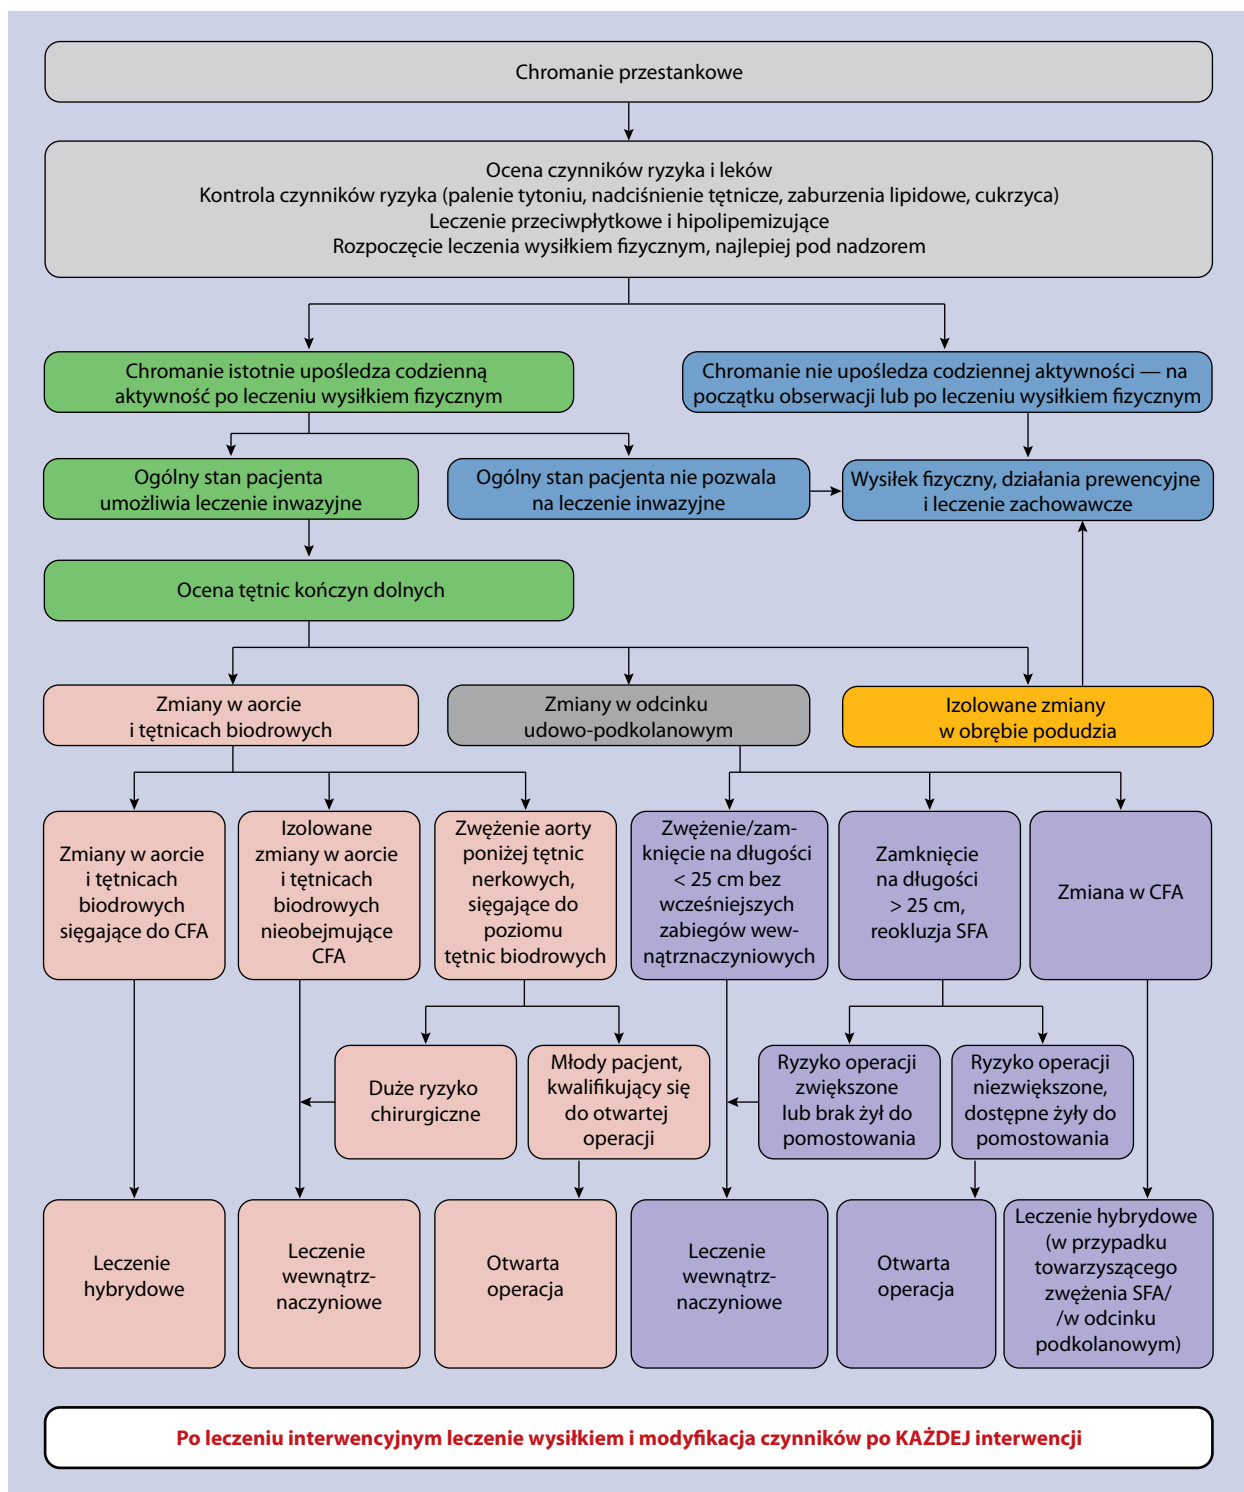 Chromanie przestankowe
Ocena czynników ryzyka i leków
Kontrola czynników ryzyka (palenie tytoniu, nadciśnienie tętnicze, zaburzenia lipidowe, cukrzyca)
Leczenie przeciwpłytkowe i hipolipemizujące
Rozpoczęcie leczenia wysiłkiem fizycznym, najlepiej pod nadzorem
Chromanie istotnie upośledza codzienną
aktywność po leczeniu wysiłkiem fizycznym
Chromanie nie upośledza codziennej aktywności — na
początku obserwacji lub po leczeniu wysiłkiem fizycznym
Ogólny stan pacjenta
umożliwia leczenie inwazyjne
Ogólny stan pacjenta nie pozwala
na leczenie inwazyjne
Wysiłek fizyczny, działania prewencyjne
i leczenie zachowawcze
Ocena tętnic kończyn dolnych
Zmiany w aorcie
i tętnicach biodrowych
Zmiany w odcinku
udowo-podkolanowym
Izolowane zmiany
w obrębie podudzia
Zmiany w aorcie
i tętnicach
biodrowych
sięgające do CFA
Izolowane
zmiany w aorcie
i tętnicach
biodrowych
nieobejmujące
CFA
Zwężenie aorty
poniżej tętnic
nerkowych,
sięgające do
poziomu
tętnic biodrowych
Zwężenie/zam-
knięcie na długości
< 25 cm bez
wcześniejszych
zabiegów wew-
nątrznaczyniowych
Zamknięcie
na długości
> 25 cm,
reokluzja SFA
Zmiana w CFA
Duże ryzyko
chirurgiczne
Młody pacjent,
kwalifikujący się
do otwartej
operacji
Ryzyko operacji
zwiększone
lub brak żył do
pomostowania
Ryzyko operacji
niezwiększone,
dostępne żyły do
pomostowania
Leczenie
hybrydowe
Leczenie
wewnątrz-
naczyniowe
Otwarta
operacja
Leczenie
wewnątrz-
naczyniowe
Otwarta
operacja
Leczenie hybrydowe
(w przypadku
towarzyszącego
zwężenia SFA/
/w odcinku
podkolanowym)
Po leczeniu interwencyjnym leczenie wysiłkiem i modyfikacja czynników po KAŻDEJ interwencji